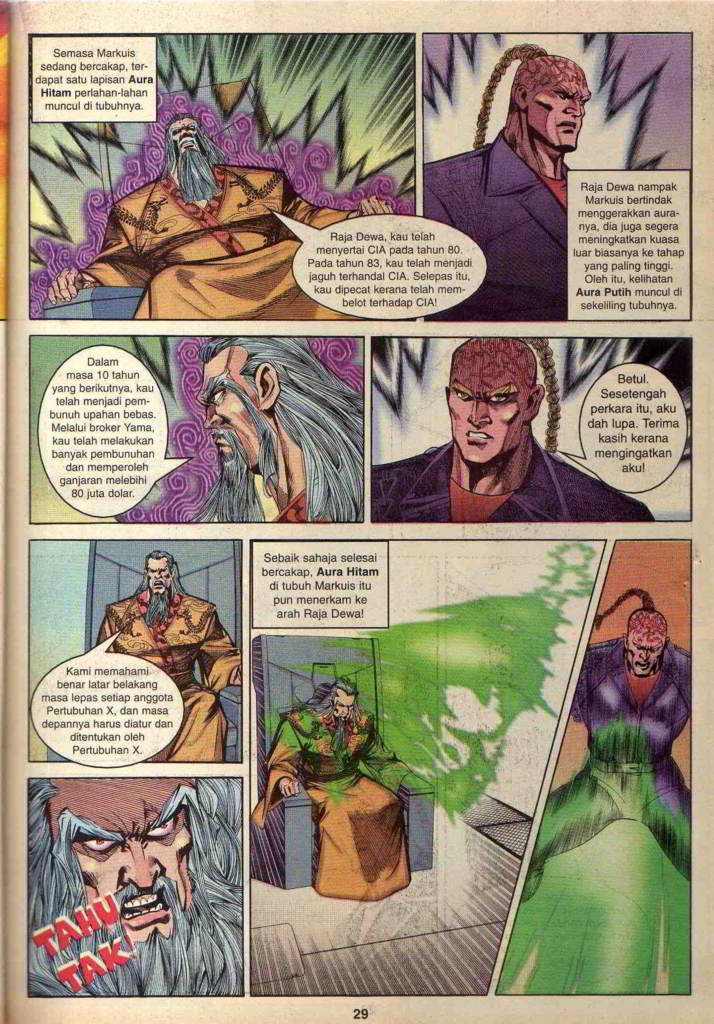 Semasa Markuis
sedang bercakap, ter-
dapat satu lapisan Aura
Hitam perlahan-lahan
muncul di tubuhnya.
Raja Dewa, kau telah
menyertai CIA pada tahun 80.
Pada tahun 83, kau telah menjadi
jaguh terhandal CIA. Selepas itu,
kau dipecat kerana telah mem-
belot terhadap CIA!
Raja Dewa nampak
Markuis bertindak
menggerakkan aura-
nya, dia juga segera
meningkatkan kuasa
luar biasanya ke tahap
yang paling tinggi.
Oleh itu, kelihatan
Aura Putih muncul di
sekeliling tubuhnya.
Dalam
masa 10 tahun
yang berikutnya, kau
telah menjadi pem-
bunuh upahan bebas.
Melalui broker Yama,
kau telah melakukan
banyak pembunuhan
dan memperoleh
ganjaran melebihi
80 juta dolar.
Betul.
Sesetengah
perkara itu, aku
dah lupa. Terima
kasih kerana
mengingatkan
aku!
Kami memahami
benar latar belakang
masa lepas setiap anggota
Pertubuhan X, dan masa
depannya harus diatur dan
ditentukan oleh
Pertubuhan X.
Sebaik sahaja selesai
bercakap, Aura Hitam
di tubuh Markuis itu
pun menerkam ke
arah Raja Dewa!
TAHU
TAK!
29